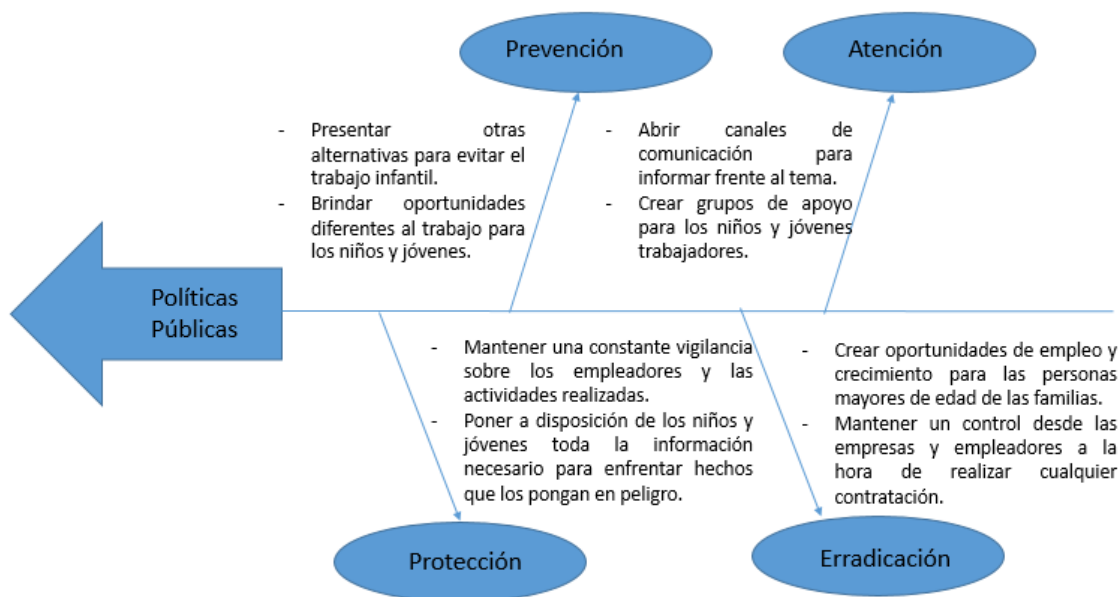 Prevención
Atención
- Presentar otras
alternativas para evitar el
trabajo infantil.
- Brindar oportunidades
diferentes al trabajo para
los niños y jóvenes.
- Abrir canales de
comunicación para
informar frente al tema.
- Crear grupos de apoyo
para los niños y jóvenes
trabajadores.
Políticas
Públicas
- Mantener una constante vigilancia
sobre los empleadores y las
actividades realizadas.
- Poner a disposición de los niños y
jóvenes toda la información
necesario para enfrentar hechos
que los pongan en peligro.
- Crear oportunidades de empleo y
crecimiento para las personas
mayores de edad de las familias.
- Mantener un control desde las
empresas y empleadores a la
hora de realizar cualquier
contratación.
Protección
Erradicación